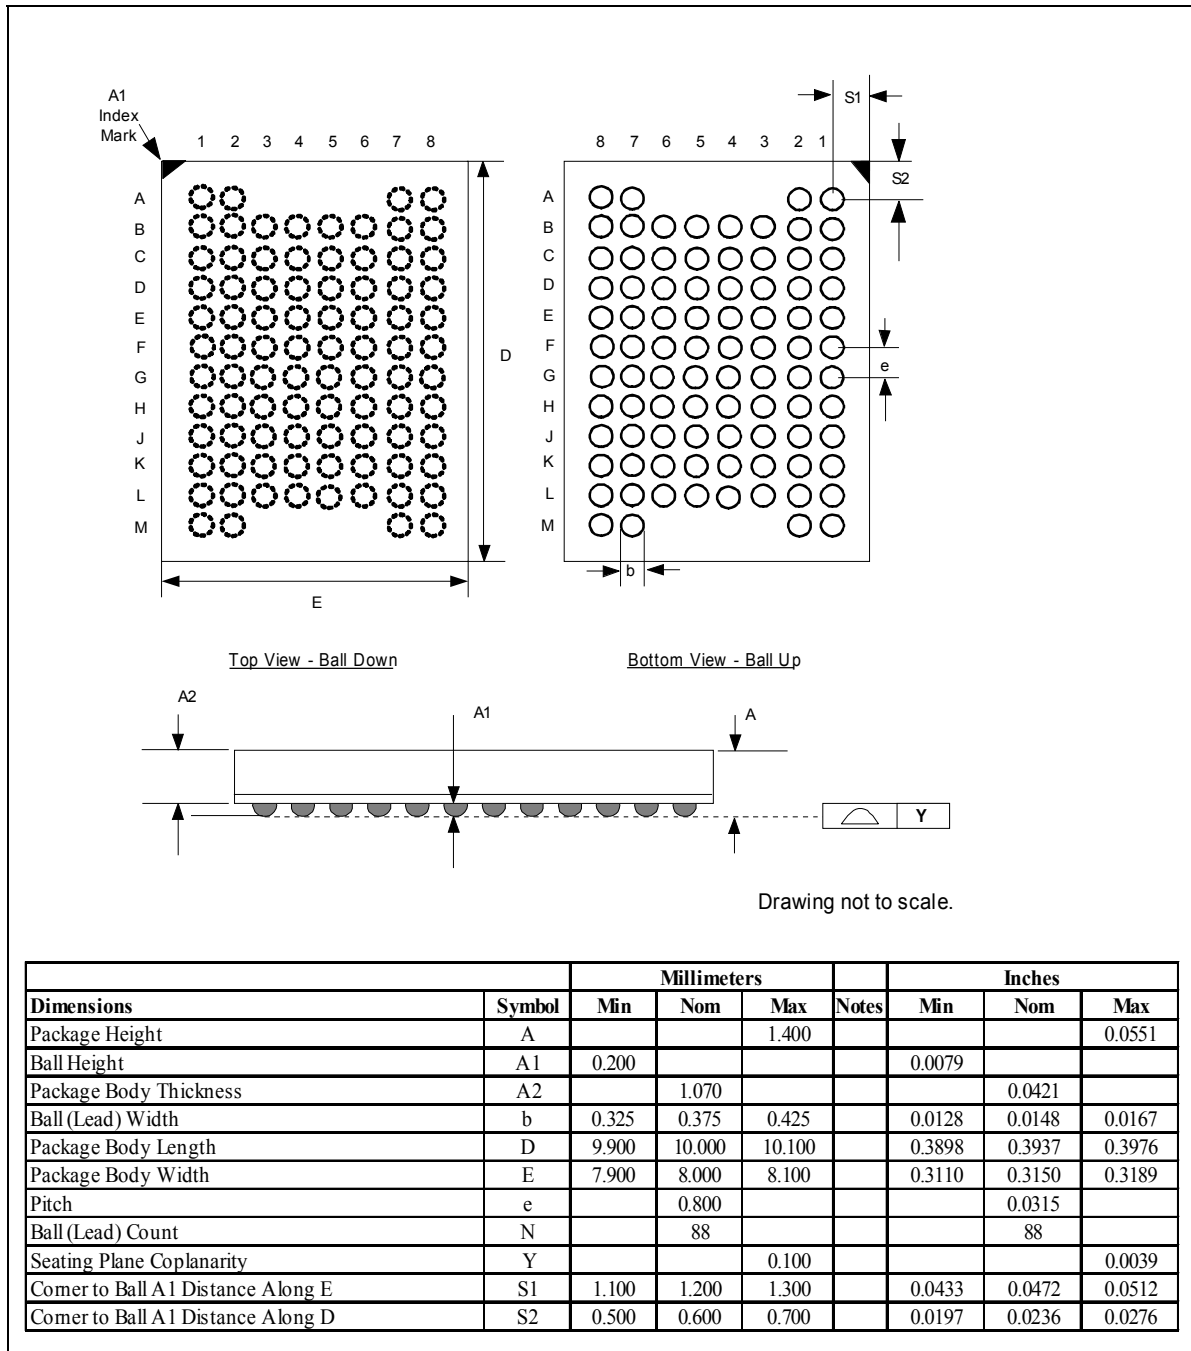 A1
Index
Mark
1 2 3 4 5 6 7 8
8 7 6 5 4 3 2 1
S1
S2
A A
B B
C C
D D
E E
F F
D
e
G G
H H
J J
K K
L L
M M
b
E
Top View - Ball Down
Bottom View - Ball Up
A2
A1
A
Y
Drawing not to scale.
Millimeters Inches
Dimensions Symbol Min Nom Max Notes Min Nom Max
Package Height A 1.400 0.0551
Ball Height A1 0.200 0.0079
Package Body Thickness A2 1.070 0.0421
Ball (Lead) Width b 0.325 0.375 0.425 0.0128 0.0148 0.0167
Package Body Length D 9.900 10.000 10.100 0.3898 0.3937 0.3976
Package Body Width E 7.900 8.000 8.100 0.3110 0.3150 0.3189
Pitch e 0.800 0.0315
Ball (Lead) Count N 88 88
Seating Plane Coplanarity Y 0.100 0.0039
Corner to Ball A1 Distance Along E S1 1.100 1.200 1.300 0.0433 0.0472 0.0512
Corner to Ball A1 Distance Along D S2 0.500 0.600 0.700 0.0197 0.0236 0.0276